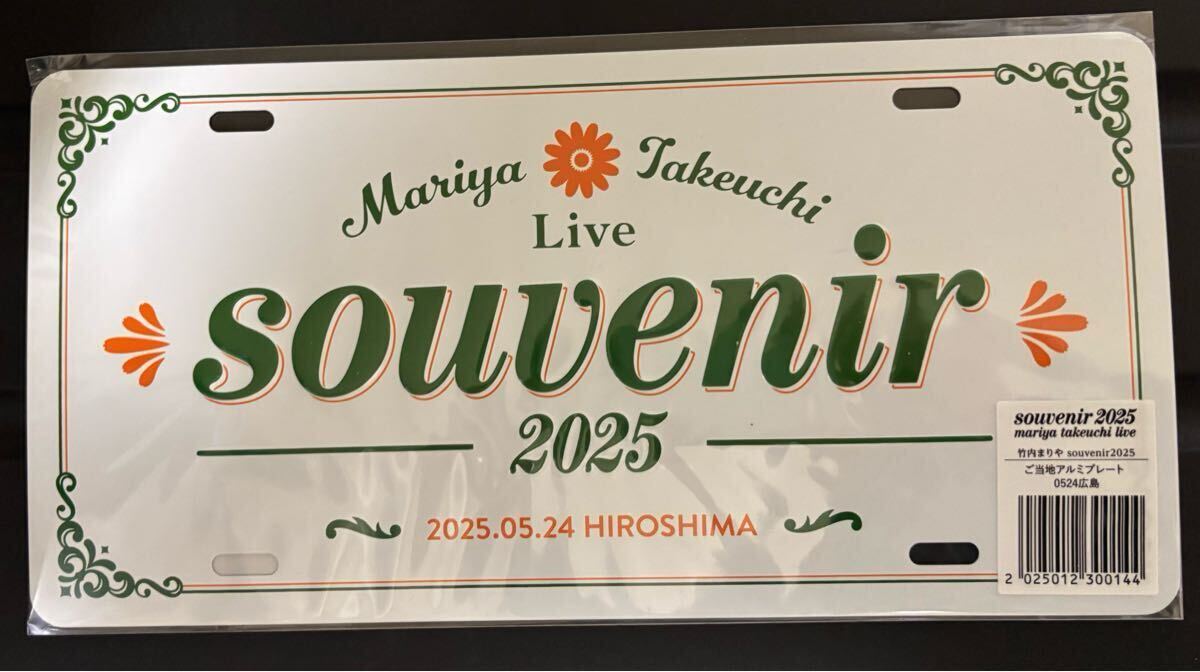 Mariya Takeuchi
Live
souvenir
2025
2025.05.24 HIROSHIMA
souvenir 2025
mariya takeuchi live
竹内まりや souvenir2025
ご当地アルミプレート
0524広島
2 025012 300144